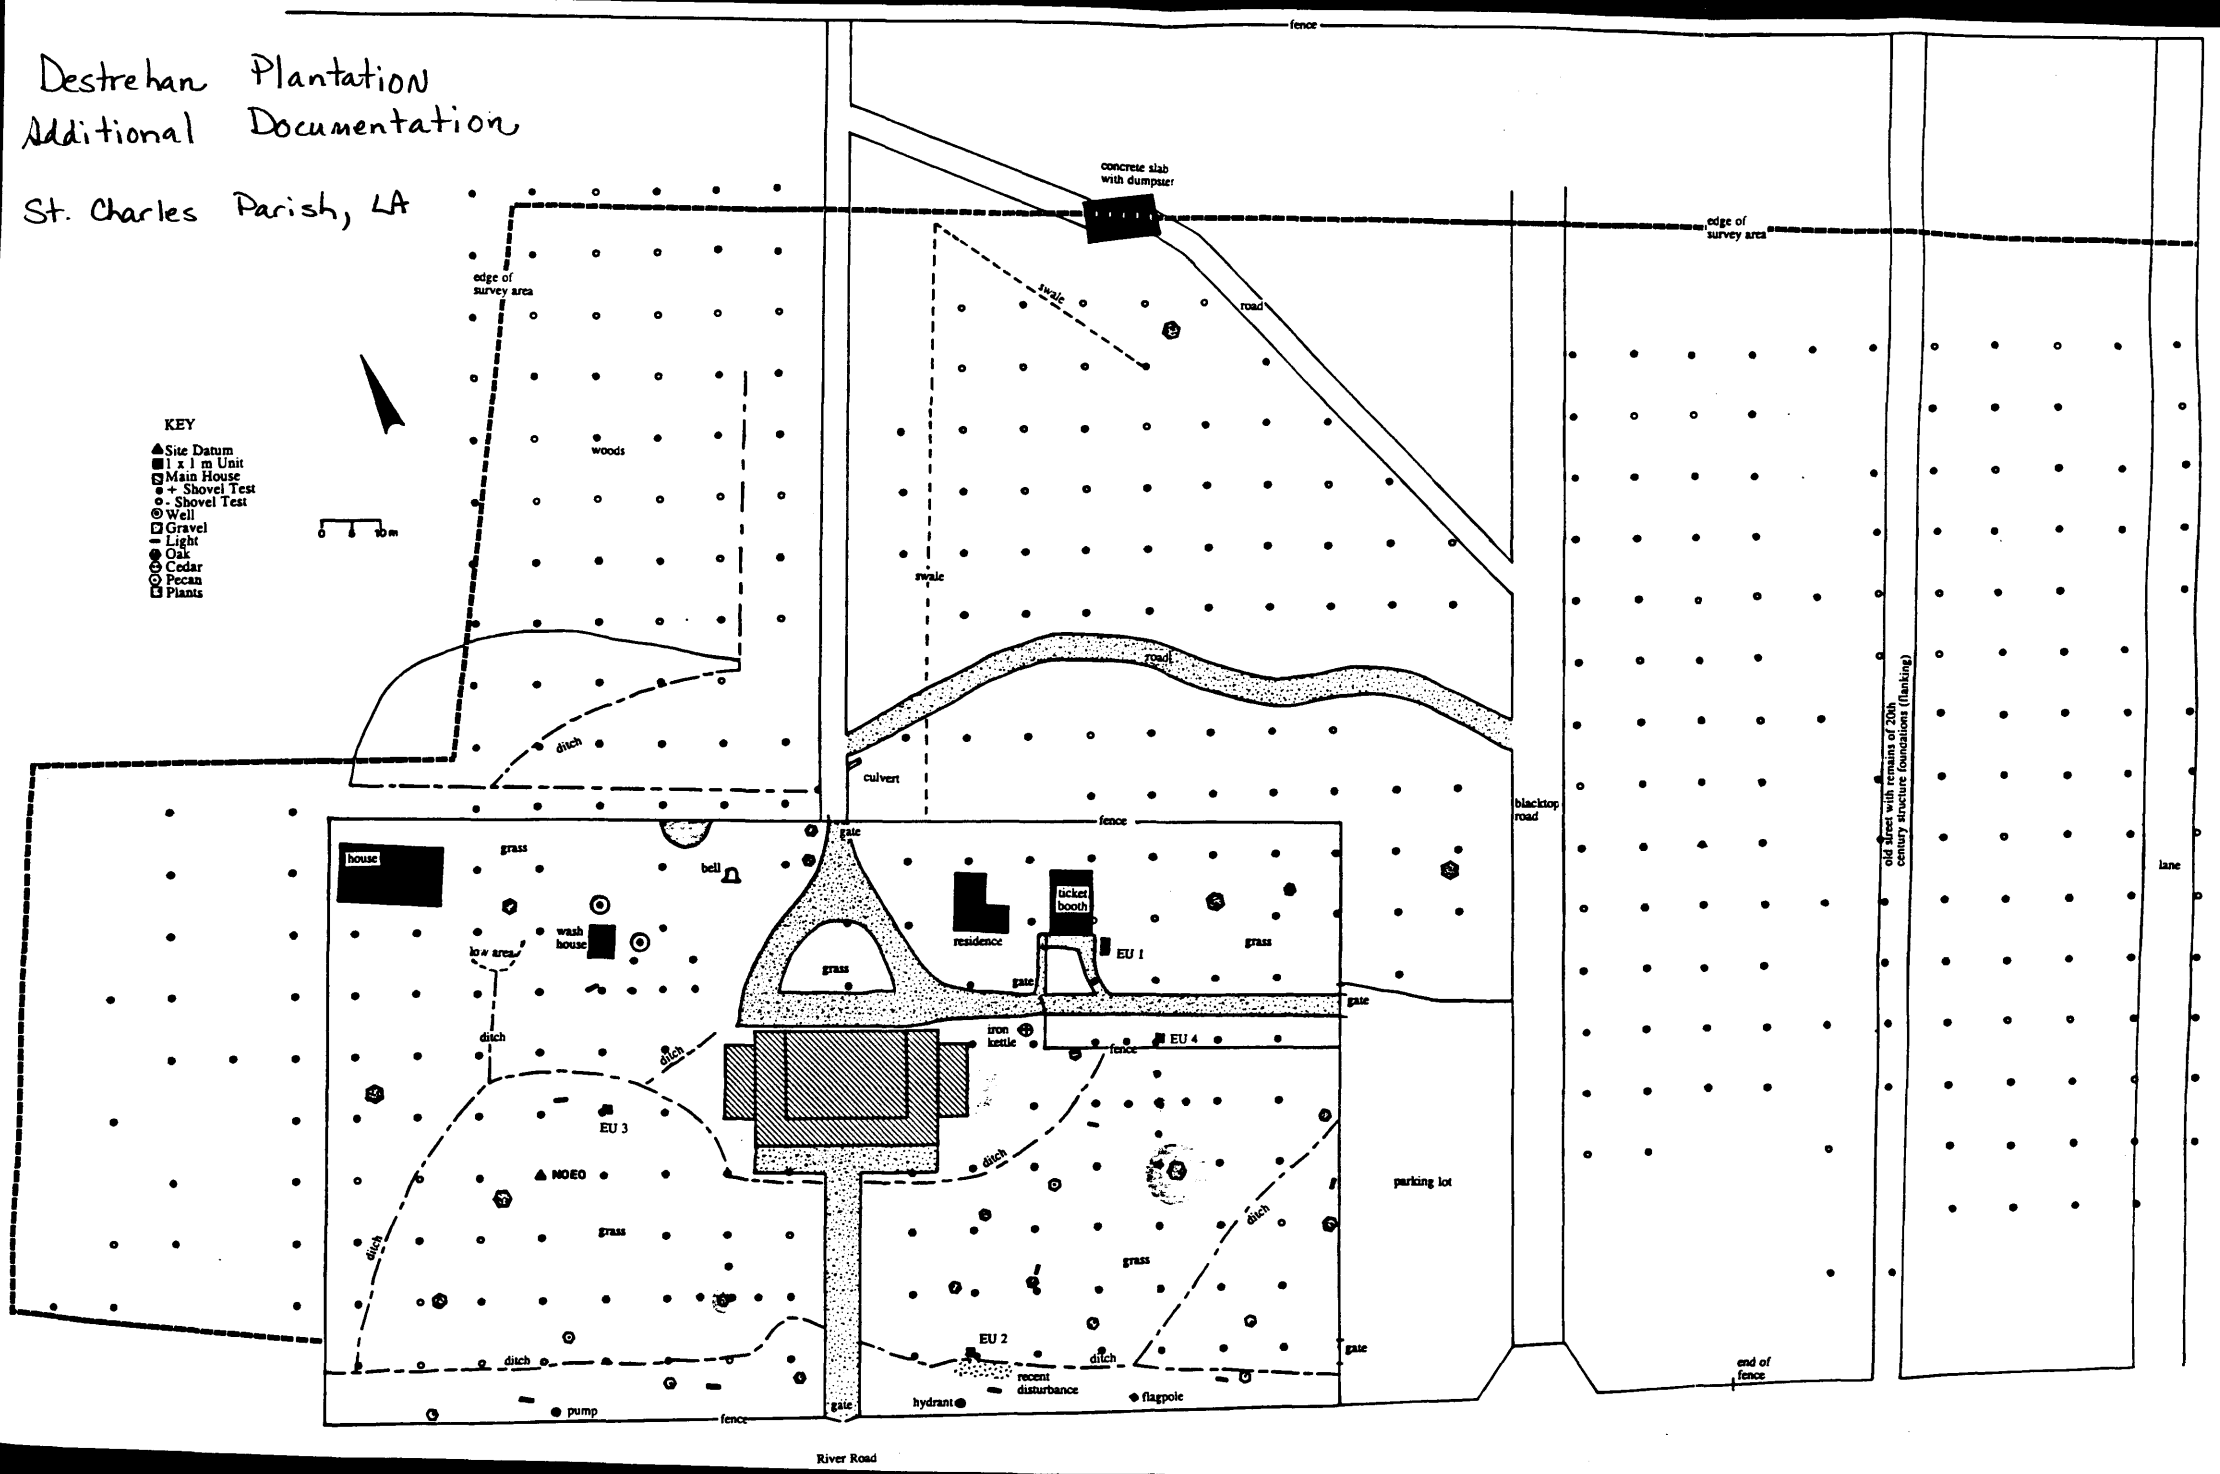 Destrehan Plantation
Additional Documentation
St. Charles Parish, LA
fence
concrete slab
with dumpster
edge of
survey area
edge of
survey area
swale
road
KEY
Site Datum
1 x 1 m Unit
Main House
+ Shovel Test
- Shovel Test
Well
Gravel
Light
Oak
Cedar
Pecan
Plants
0 10m
woods
swale
road
ditch
culvert
blacktop
road
old street with remains of 20th
century structure foundations (flanking)
lane
fence
gate
house
grass
bell
wash
house
low area
ticket
booth
residence
grass
EU 1
grass
gate
gate
iron
kettle
EU 4
fence
ditch
ditch
EU 3
N0E0
ditch
parking lot
ditch
ditch
grass
grass
EU 2
gate
ditch
ditch
recent
disturbance
end of
fence
hydrant
flagpole
pump
gate
fence
River Road